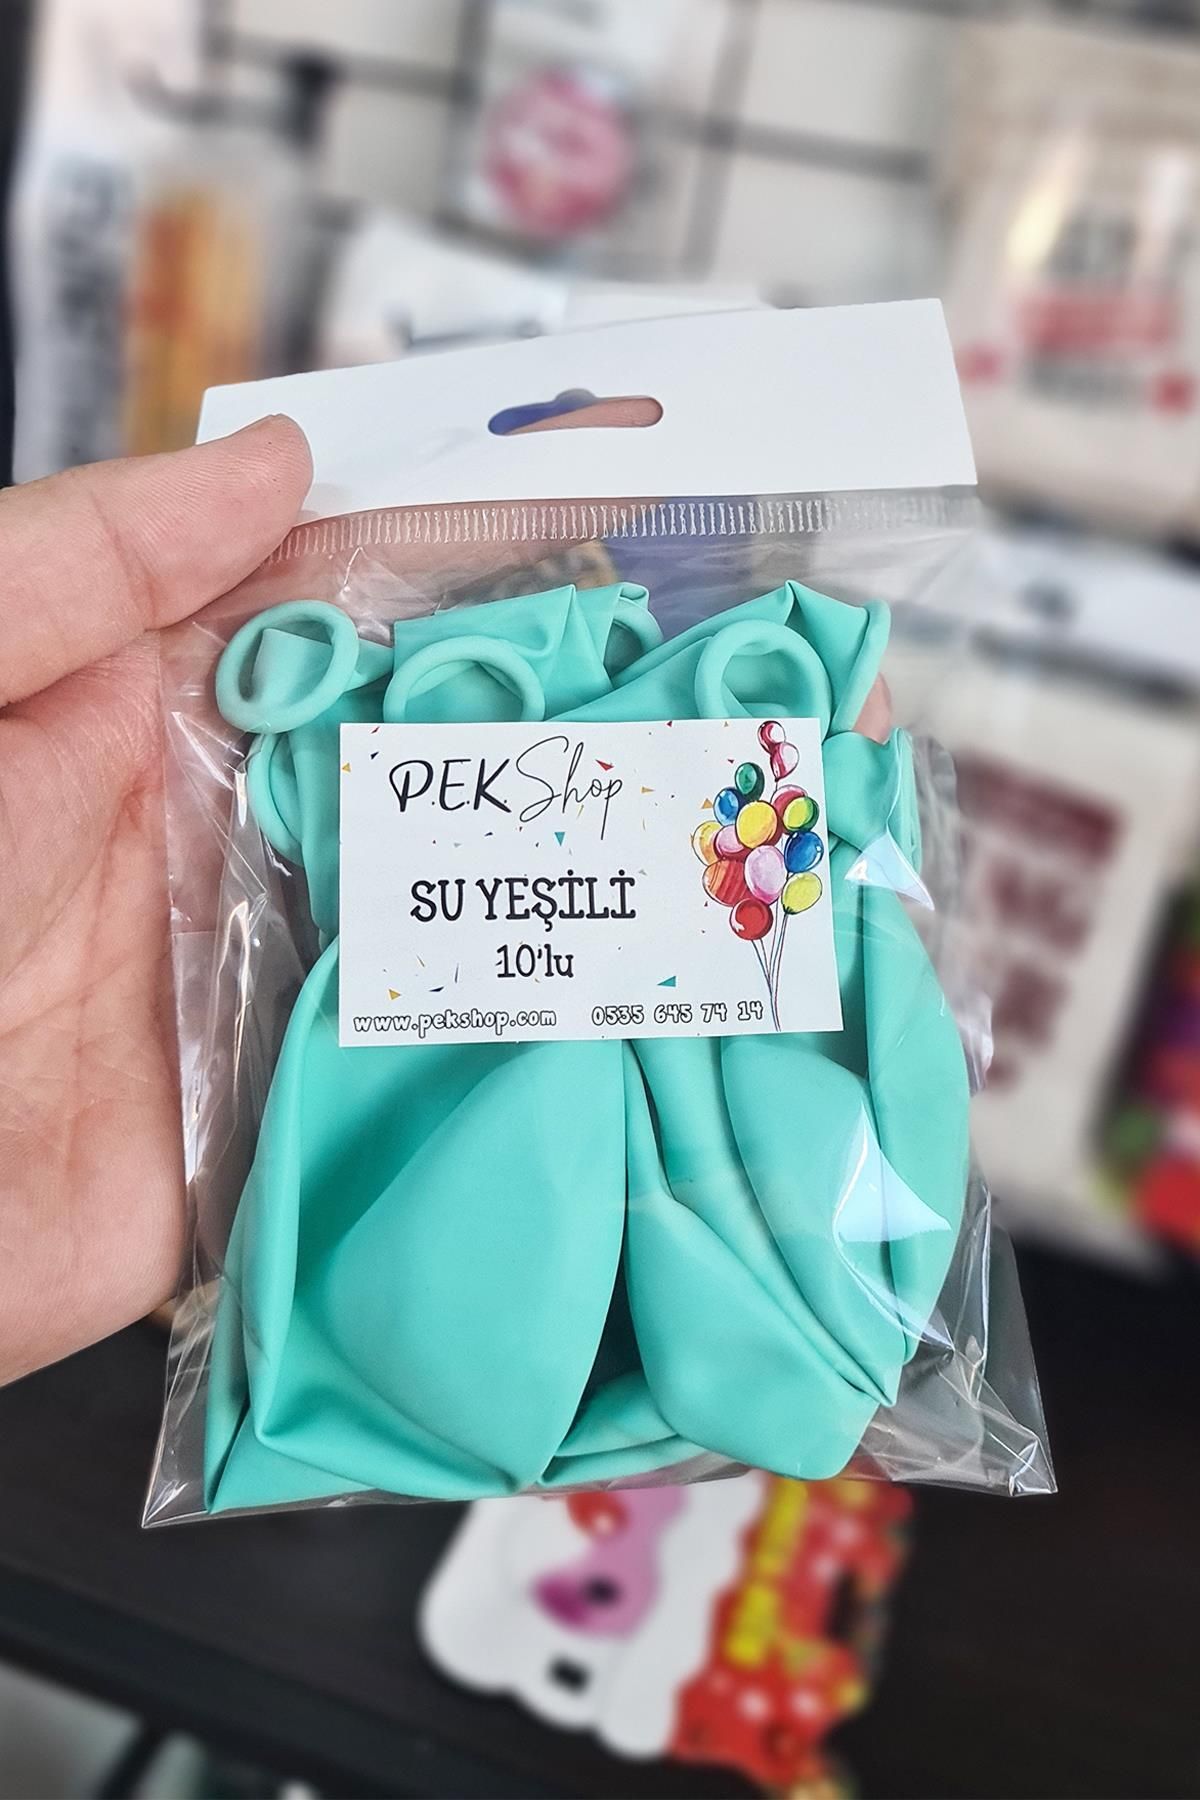 P.E.K. Shop
SU YEŞİLİ
10'lu
www.pekshop.com 0535 645 74 14